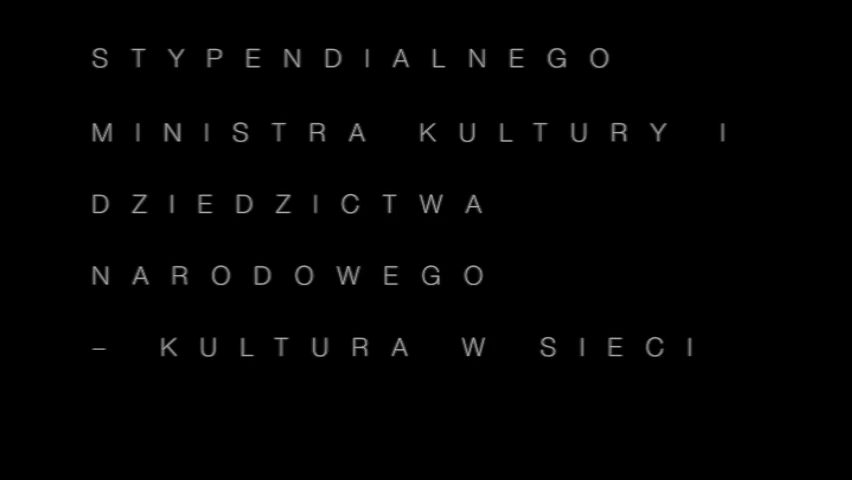 STYPENDIALNEGO
MINISTRA KULTURY I
DZIEDZICTWA
NARODOWEGO
– KULTURA W SIECI